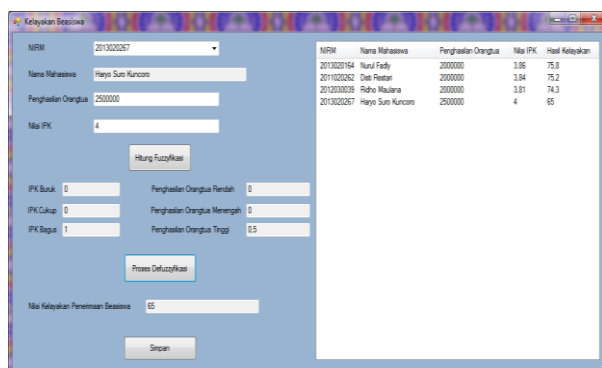 Kelayakan Beasiswa
NIRM 2013020267
Nama Mahasiswa Haryo Suro Kuncoro
Penghasilan Orangtua 2500000
Nilai IPK 4
Hitung Fuzzyfikasi
IPK Buruk 0 Penghasilan Orangtua Rendah 0
IPK Cukup 0 Penghasilan Orangtua Menengah 0
IPK Bagus 1 Penghasilan Orangtua Tinggi 0,5
Proses Defuzzyfikasi
Nilai Kelayakan Penerimaan Beasiswa 65
Simpan
NIRM Nama Mahasiswa Penghasilan Orangtua Nilai IPK Hasil Kelayakan
2013020164 Nurul Fadly 2000000 3,86 75,8
2011020262 Disti Restari 2000000 3,84 75,2
2012030039 Ridho Maulana 2000000 3,81 74,3
2013020267 Haryo Suro Kuncoro 2500000 4 65